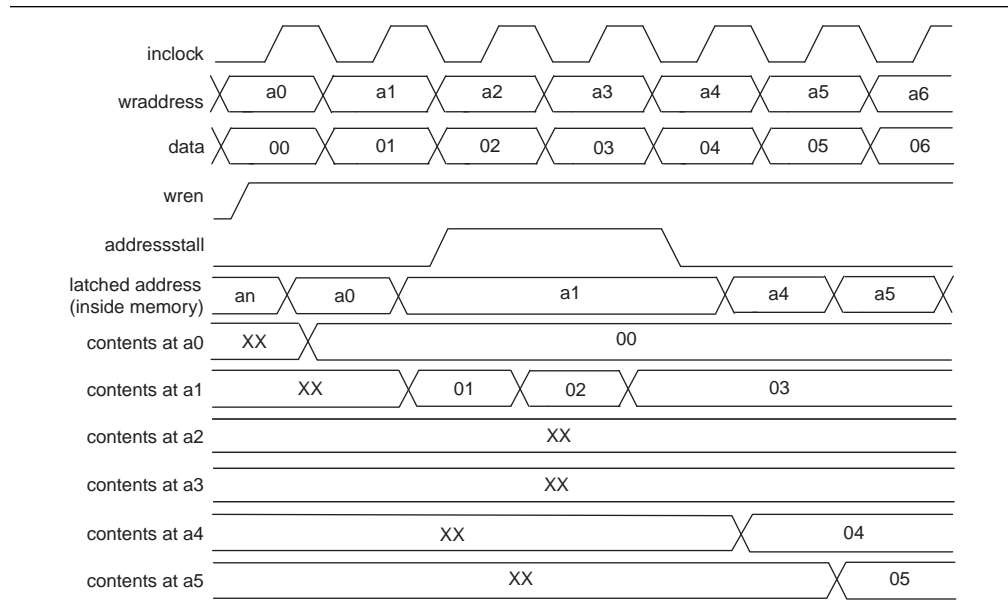 inclock
wraddress a0 a1 a2 a3 a4 a5 a6
data 00 01 02 03 04 05 06
wren
addressstall
latched address
(inside memory) an a0 a1 a4 a5
contents at a0 XX 00
contents at a1 XX 01 02 03
contents at a2 XX
contents at a3 XX
contents at a4 XX 04
contents at a5 XX 05